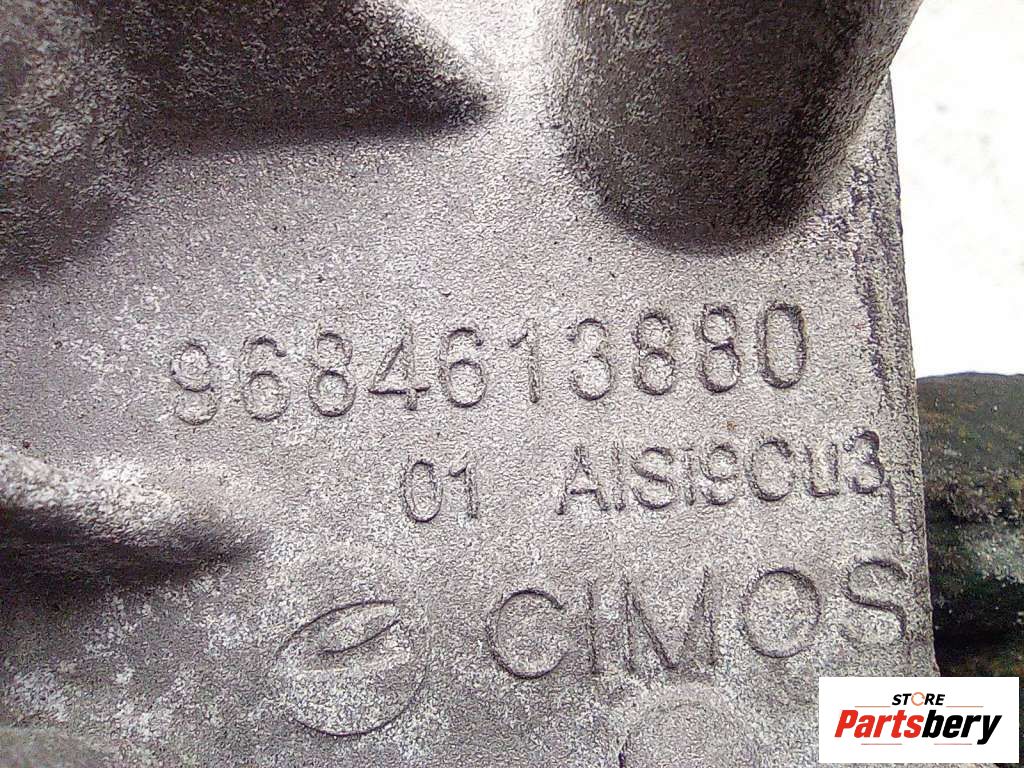 9684613880
01 AlSi9Cu3
CIMOS
STORE
Partsbery